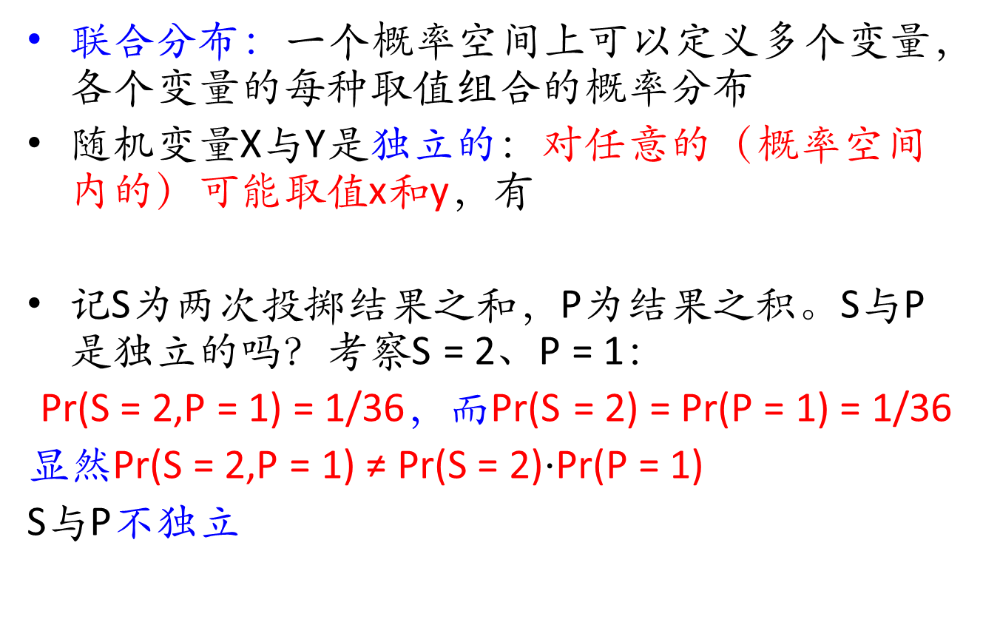 • 联合分布：一个概率空间上可以定义多个变量，
各个变量的每种取值组合的概率分布
• 随机变量X与Y是独立的：对任意的（概率空间
内的）可能取值x和y，有
• 记S为两次投掷结果之和，P为结果之积。S与P
是独立的吗？考察S = 2、P = 1：
Pr(S = 2,P = 1) = 1/36，而Pr(S = 2) = Pr(P = 1) = 1/36
显然Pr(S = 2,P = 1) ≠ Pr(S = 2)·Pr(P = 1)
S与P不独立